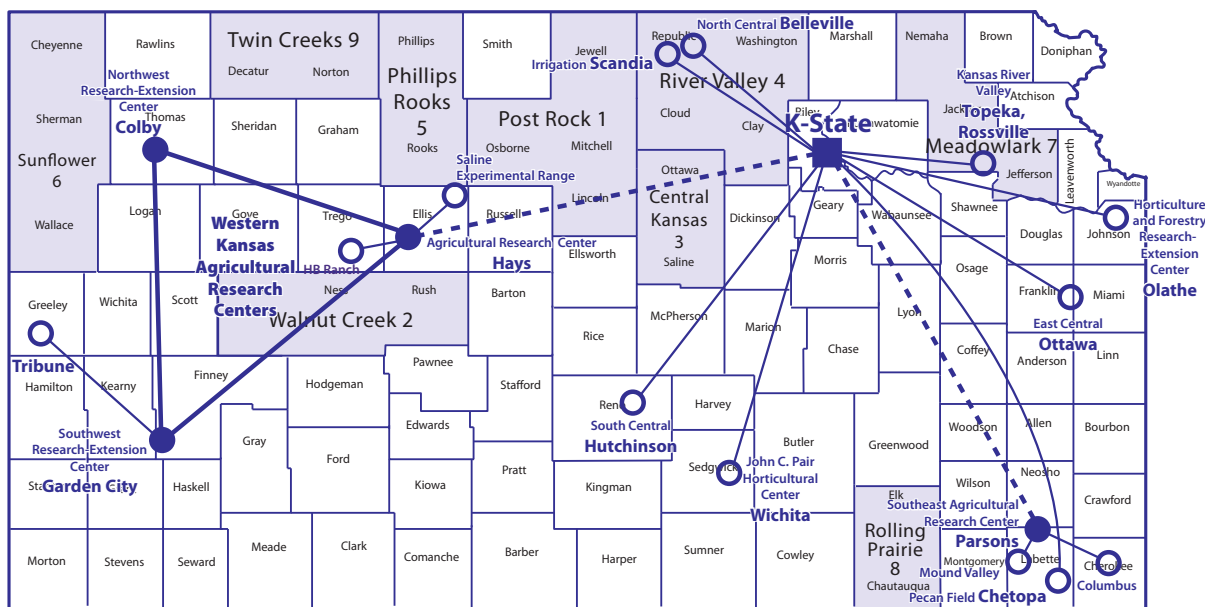 Cheyenne
Rawlins
Twin Creeks 9
Decatur
Norton
Phillips
Smith
Jewell
Republic
North Central Belleville
Washington
Marshall
Nemaha
Brown
Doniphan
Irrigation Scandia
River Valley 4
Northwest
Research-Extension
Center
Colby
Thomas
Sherman
Sheridan
Graham
Phillips
Rooks
5
Rooks
Post Rock 1
Osborne
Mitchell
Cloud
Clay
Riley
K-State
Kansas River
Valley
Topeka,
Rossville
Atchison
Meadowlark 7
Jefferson
Leavenworth
Wyandotte
Sunflower
6
Wallace
Logan
Gove
Trego
Ellis
Saline
Experimental Range
Russell
Lincoln
Ottawa
Central
Kansas
3
Saline
Dickinson
Geary
Wabaunsee
Shawnee
Douglas
Johnson
Horticulture
and Forestry
Research-
Extension
Center
Olathe
Western
Kansas
Agricultural
Research
Centers
HB Ranch
Agricultural Research Center
Hays
Ellsworth
Morris
Osage
Franklin
Miami
East Central
Ottawa
Greeley
Wichita
Scott
Ness
Rush
Walnut Creek 2
Barton
Rice
McPherson
Marion
Chase
Lyon
Coffey
Anderson
Linn
Tribune
Hamilton
Kearny
Finney
Hodgeman
Pawnee
Stafford
Edwards
Reno
South Central
Hutchinson
Harvey
Butler
Greenwood
Woodson
Allen
Bourbon
Southwest
Research-Extension
Center
Garden City
Gray
Ford
Haskell
Kiowa
Pratt
Kingman
Sedgwick
John C. Pair
Horticultural
Center
Wichita
Elk
Rolling
Prairie
8
Chautauqua
Wilson
Neosho
Crawford
Southeast Agricultural
Research Center
Parsons
Montgomery
Labette
Cherokee
Mound Valley
Columbus
Pecan Field Chetopa
Morton
Stevens
Seward
Meade
Clark
Comanche
Barber
Harper
Sumner
Cowley